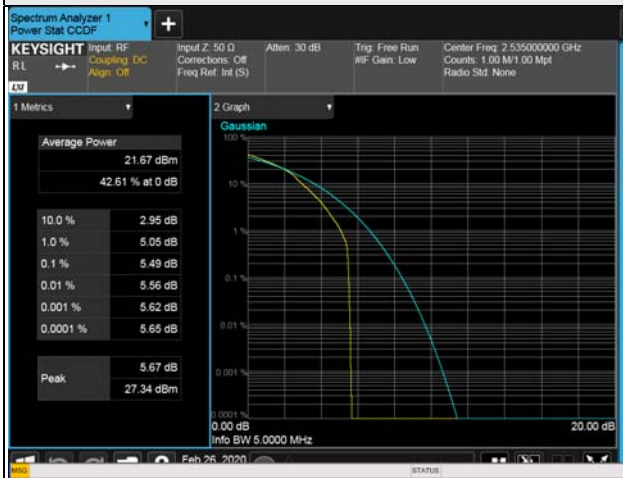 Spectrum Analyzer 1
Power Stat CCDF
KEYSIGHT
RL
LXI
Input: RF
Coupling: DC
Align: Off
Input Z: 50 Ω
Corrections: Off
Freq Ref: Int (S)
Atten: 30 dB
Trig: Free Run
#IF Gain: Low
Center Freq: 2.535000000 GHz
Counts: 1.00 M/1.00 Mpt
Radio Std: None
1 Metrics
Average Power
21.67 dBm
42.61 % at 0 dB
10.0 % 2.95 dB
1.0 % 5.05 dB
0.1 % 5.49 dB
0.01 % 5.56 dB
0.001 % 5.62 dB
0.0001 % 5.65 dB
Peak
5.67 dB
27.34 dBm
2 Graph
Gaussian
100 %
10 %
1 %
0.1 %
0.01 %
0.001 %
0.0001 %
0.00 dB
20.00 dB
Info BW 5.0000 MHz
Feb 26, 2020
MSG
STATUS